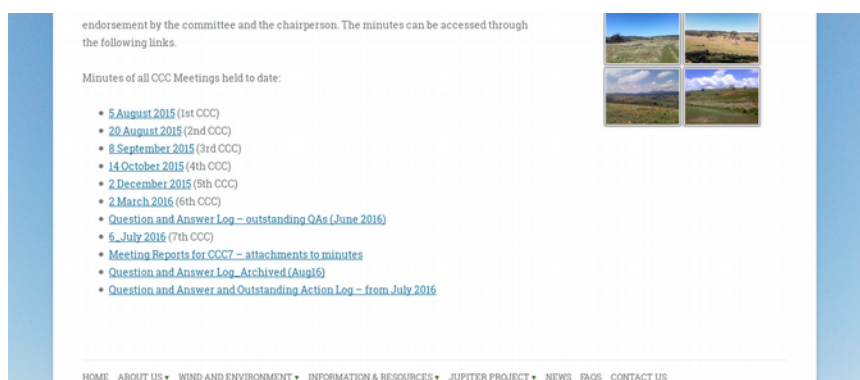 endorsement by the committee and the chairperson. The minutes can be accessed through
the following links.
Minutes of all CCC Meetings held to date:
5 August 2015 (1st CCC)
20 August 2015 (2nd CCC)
8 September 2015 (3rd CCC)
14 October 2015 (4th CCC)
2 December 2015 (5th CCC)
2 March 2016 (6th CCC)
Question and Answer Log – outstanding QAs (June 2016)
6_July 2016 (7th CCC)
Meeting Reports for CCC7 – attachments to minutes
Question and Answer Log_Archived (Aug16)
Question and Answer and Outstanding Action Log – from July 2016
HOME ABOUT US ▾ WIND AND ENVIRONMENT ▾ INFORMATION & RESOURCES ▾ JUPITER PROJECT ▾ NEWS FAQS CONTACT US